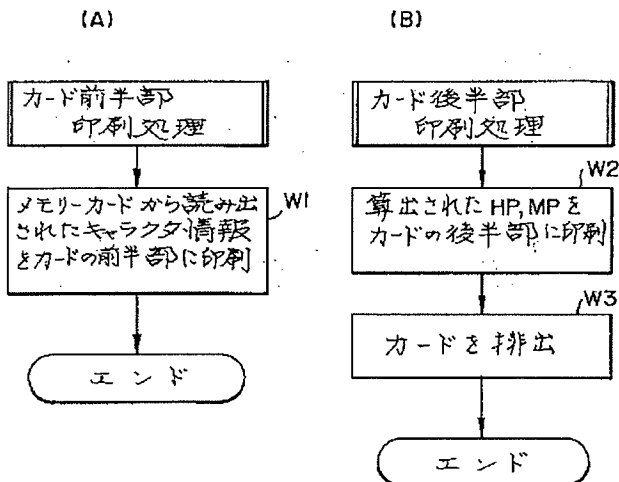 (A)
カード前半部
印刷処理
メモリーカードから読み出
されたキャラクタ情報
をカードの前半部に印刷
W1
エンド
(B)
カード後半部
印刷処理
W2
算出されたHP,MPを
カードの後半部に印刷
W3
カードを排出
エンド